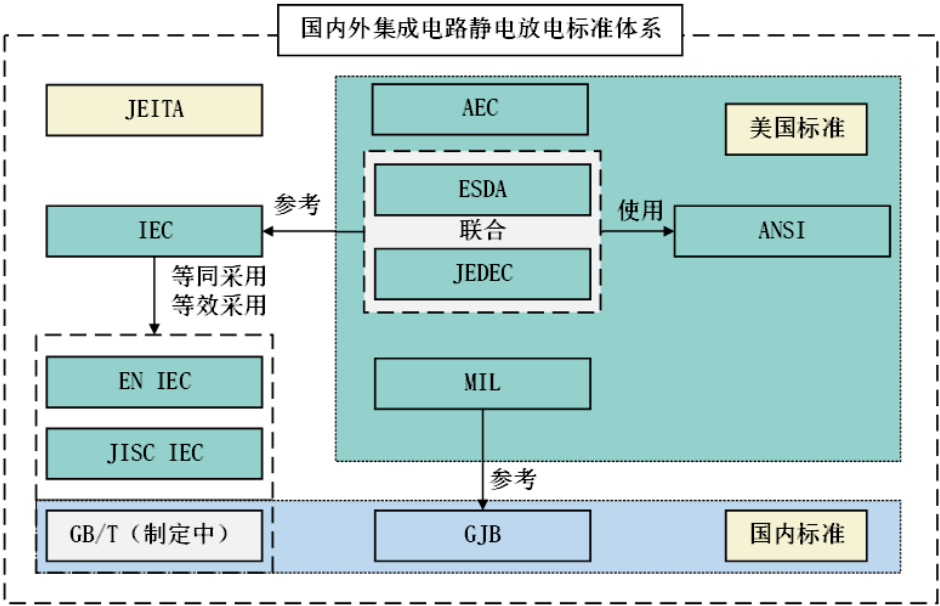 国内外集成电路静电放电标准体系
JEITA
AEC
美国标准
ESDA
参考
使用
IEC
联合
ANSI
JEDEC
等同采用
等效采用
EN IEC
MIL
JISC IEC
参考
GB/T（制定中）
GJB
国内标准